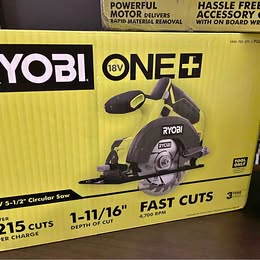 POWERFUL
MOTOR DELIVERS
RAPID MATERIAL REMOVAL
HASSLE FREE
ACCESSORY
WITH ON BOARD
RYOBI 18V ONE+
RYOBI
TOOL ONLY
5-1/2" Circular Saw
215 CUTS
PER CHARGE
1-11/16"
DEPTH OF CUT
FAST CUTS
4,700 RPM
3 YEAR